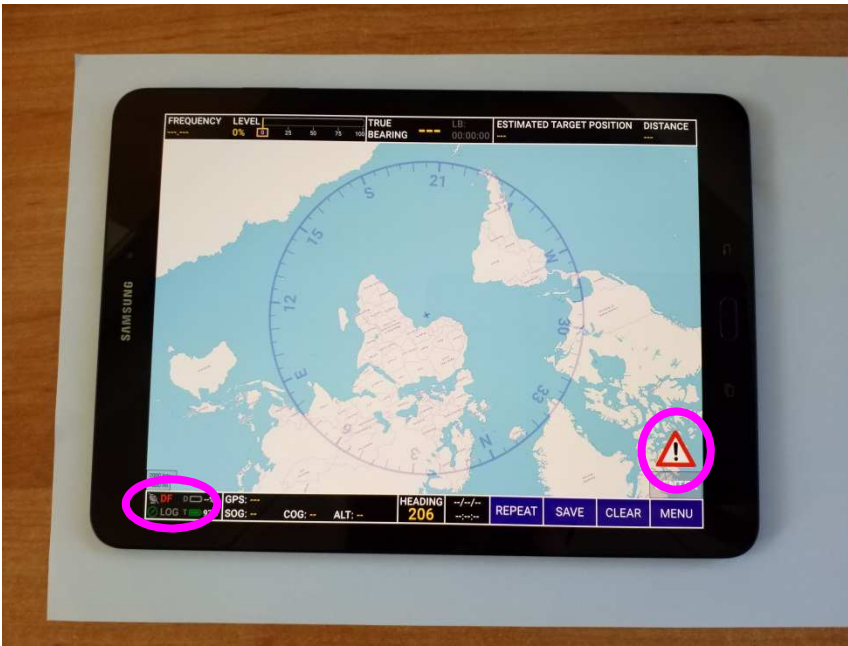 FREQUENCY LEVEL TRUE BEARING --- LB: 00:00:00 ESTIMATED TARGET POSITION --- DISTANCE ---
---.--- 0% 0 25 50 75 100
S 21
15
12
30
E
33
6
N
SAMSUNG
DF D --
LOG T
GPS: ---
SOG: -- COG: -- ALT: --
HEADING
206
--/--/--
--:--:--
REPEAT SAVE CLEAR MENU